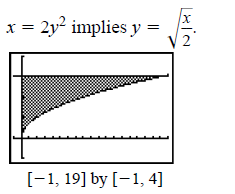 x = 2y² implies y = √(x/2).
[−1, 19] by [−1, 4]